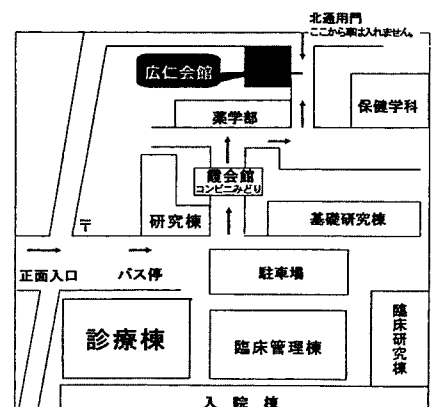 北通用門
ここから車は入れません。
広仁会館
保健学科
薬学部
霞会館
コンビニみどり
研究棟
基礎研究棟
〒
正面入口
バス停
駐車場
診療棟
臨床管理棟
臨床研究棟
入院棟